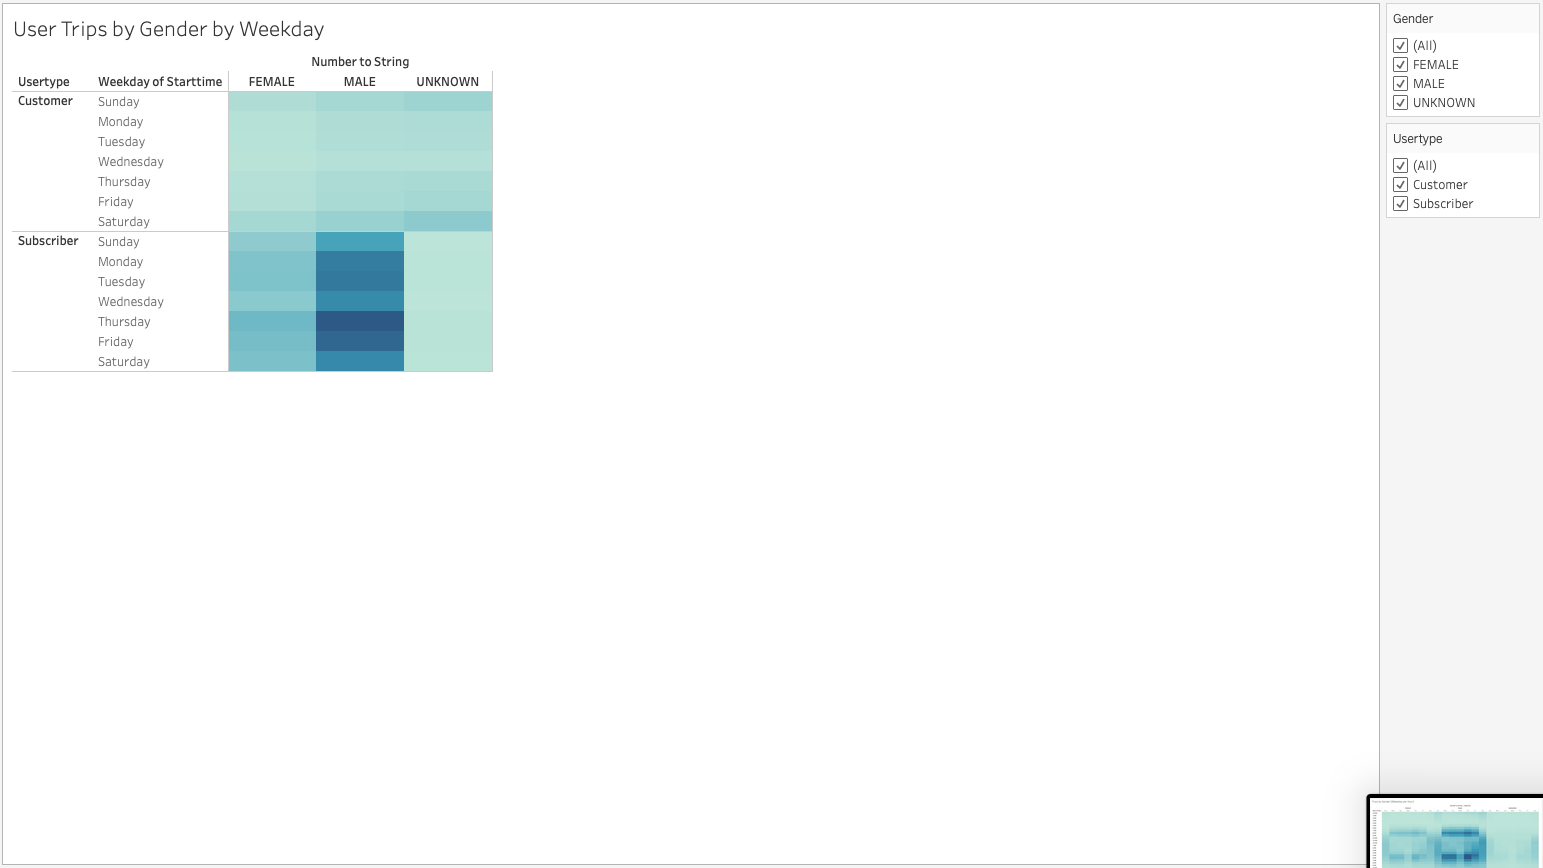 User Trips by Gender by Weekday
Number to String
Usertype Weekday of Starttime FEMALE MALE UNKNOWN
Customer Sunday
Monday
Tuesday
Wednesday
Thursday
Friday
Saturday
Subscriber Sunday
Monday
Tuesday
Wednesday
Thursday
Friday
Saturday
Gender
(All)
FEMALE
MALE
UNKNOWN
Usertype
(All)
Customer
Subscriber